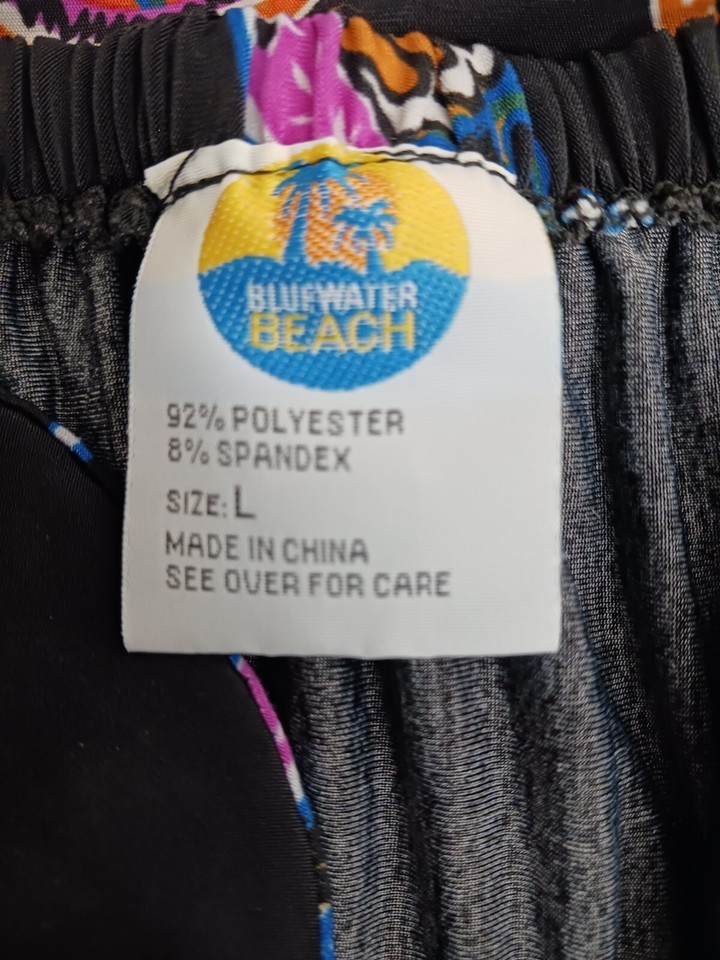 BLUEWATER
BEACH
92% POLYESTER
8% SPANDEX
SIZE: L
MADE IN CHINA
SEE OVER FOR CARE